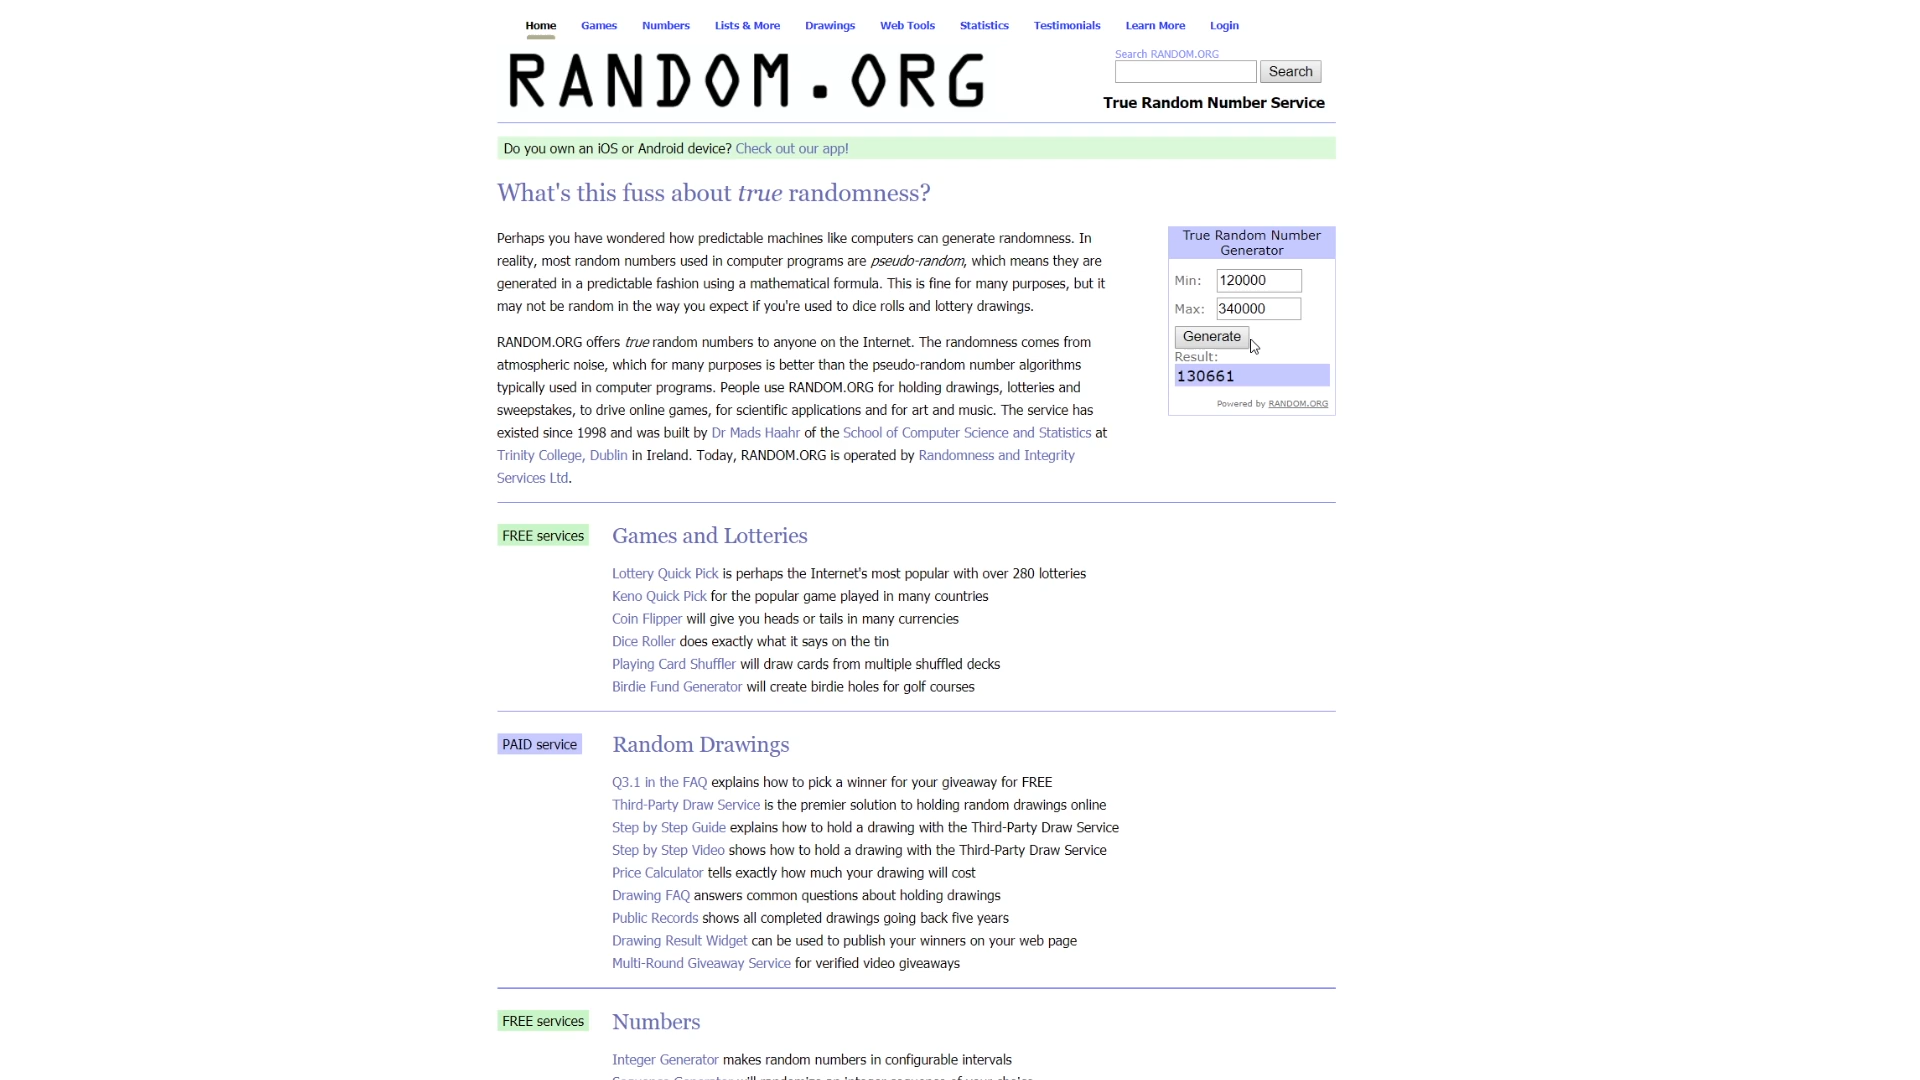 Home Games Numbers Lists & More Drawings Web Tools Statistics Testimonials Learn More Login
RANDOM.ORG
Search RANDOM.ORG
Search
True Random Number Service
Do you own an iOS or Android device? Check out our app!
What's this fuss about true randomness?
Perhaps you have wondered how predictable machines like computers can generate randomness. In
reality, most random numbers used in computer programs are pseudo-random, which means they are
generated in a predictable fashion using a mathematical formula. This is fine for many purposes, but it
may not be random in the way you expect if you're used to dice rolls and lottery drawings.
RANDOM.ORG offers true random numbers to anyone on the Internet. The randomness comes from
atmospheric noise, which for many purposes is better than the pseudo-random number algorithms
typically used in computer programs. People use RANDOM.ORG for holding drawings, lotteries and
sweepstakes, to drive online games, for scientific applications and for art and music. The service has
existed since 1998 and was built by Dr Mads Haahr of the School of Computer Science and Statistics at
Trinity College, Dublin in Ireland. Today, RANDOM.ORG is operated by Randomness and Integrity
Services Ltd.
True Random Number
Generator
Min: 120000
Max: 340000
Generate
Result:
130661
Powered by RANDOM.ORG
FREE services
Games and Lotteries
Lottery Quick Pick is perhaps the Internet's most popular with over 280 lotteries
Keno Quick Pick for the popular game played in many countries
Coin Flipper will give you heads or tails in many currencies
Dice Roller does exactly what it says on the tin
Playing Card Shuffler will draw cards from multiple shuffled decks
Birdie Fund Generator will create birdie holes for golf courses
PAID service
Random Drawings
Q3.1 in the FAQ explains how to pick a winner for your giveaway for FREE
Third-Party Draw Service is the premier solution to holding random drawings online
Step by Step Guide explains how to hold a drawing with the Third-Party Draw Service
Step by Step Video shows how to hold a drawing with the Third-Party Draw Service
Price Calculator tells exactly how much your drawing will cost
Drawing FAQ answers common questions about holding drawings
Public Records shows all completed drawings going back five years
Drawing Result Widget can be used to publish your winners on your web page
Multi-Round Giveaway Service for verified video giveaways
FREE services
Numbers
Integer Generator makes random numbers in configurable intervals